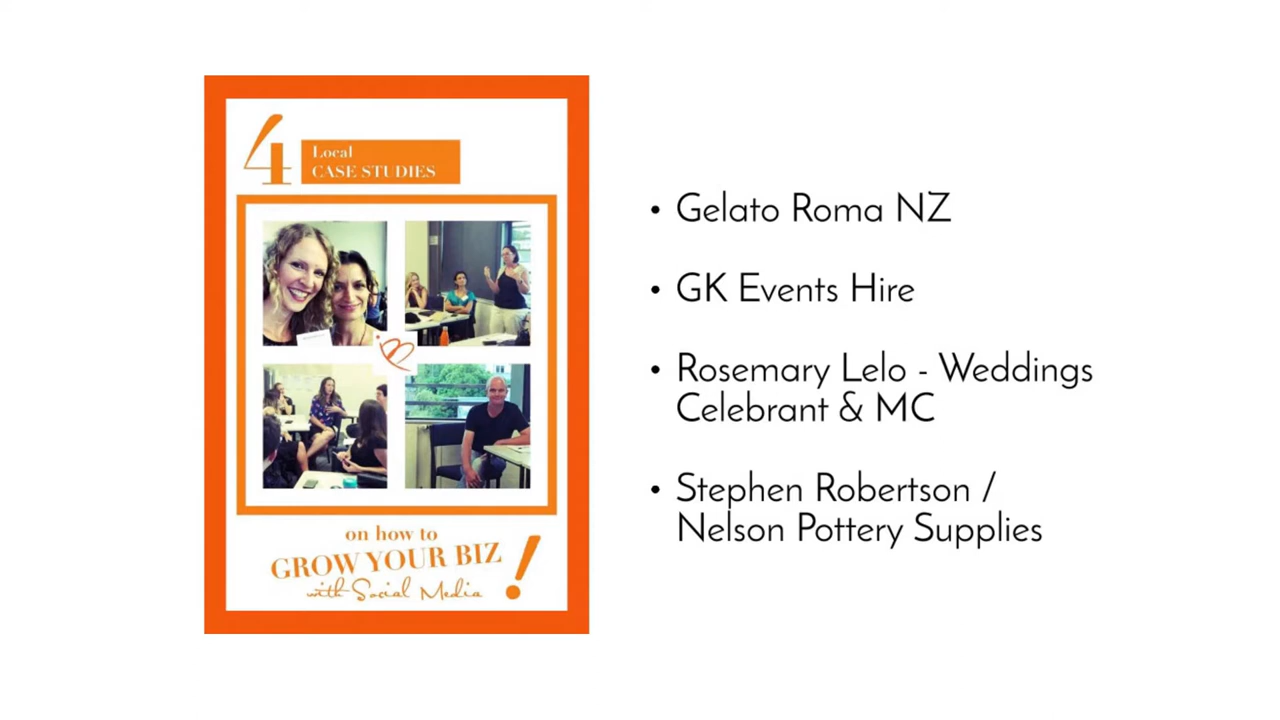 4
Local
CASE STUDIES
on how to
GROW YOUR BIZ
with Social Media
!
• Gelato Roma NZ
• GK Events Hire
• Rosemary Lelo - Weddings
Celebrant & MC
• Stephen Robertson /
Nelson Pottery Supplies